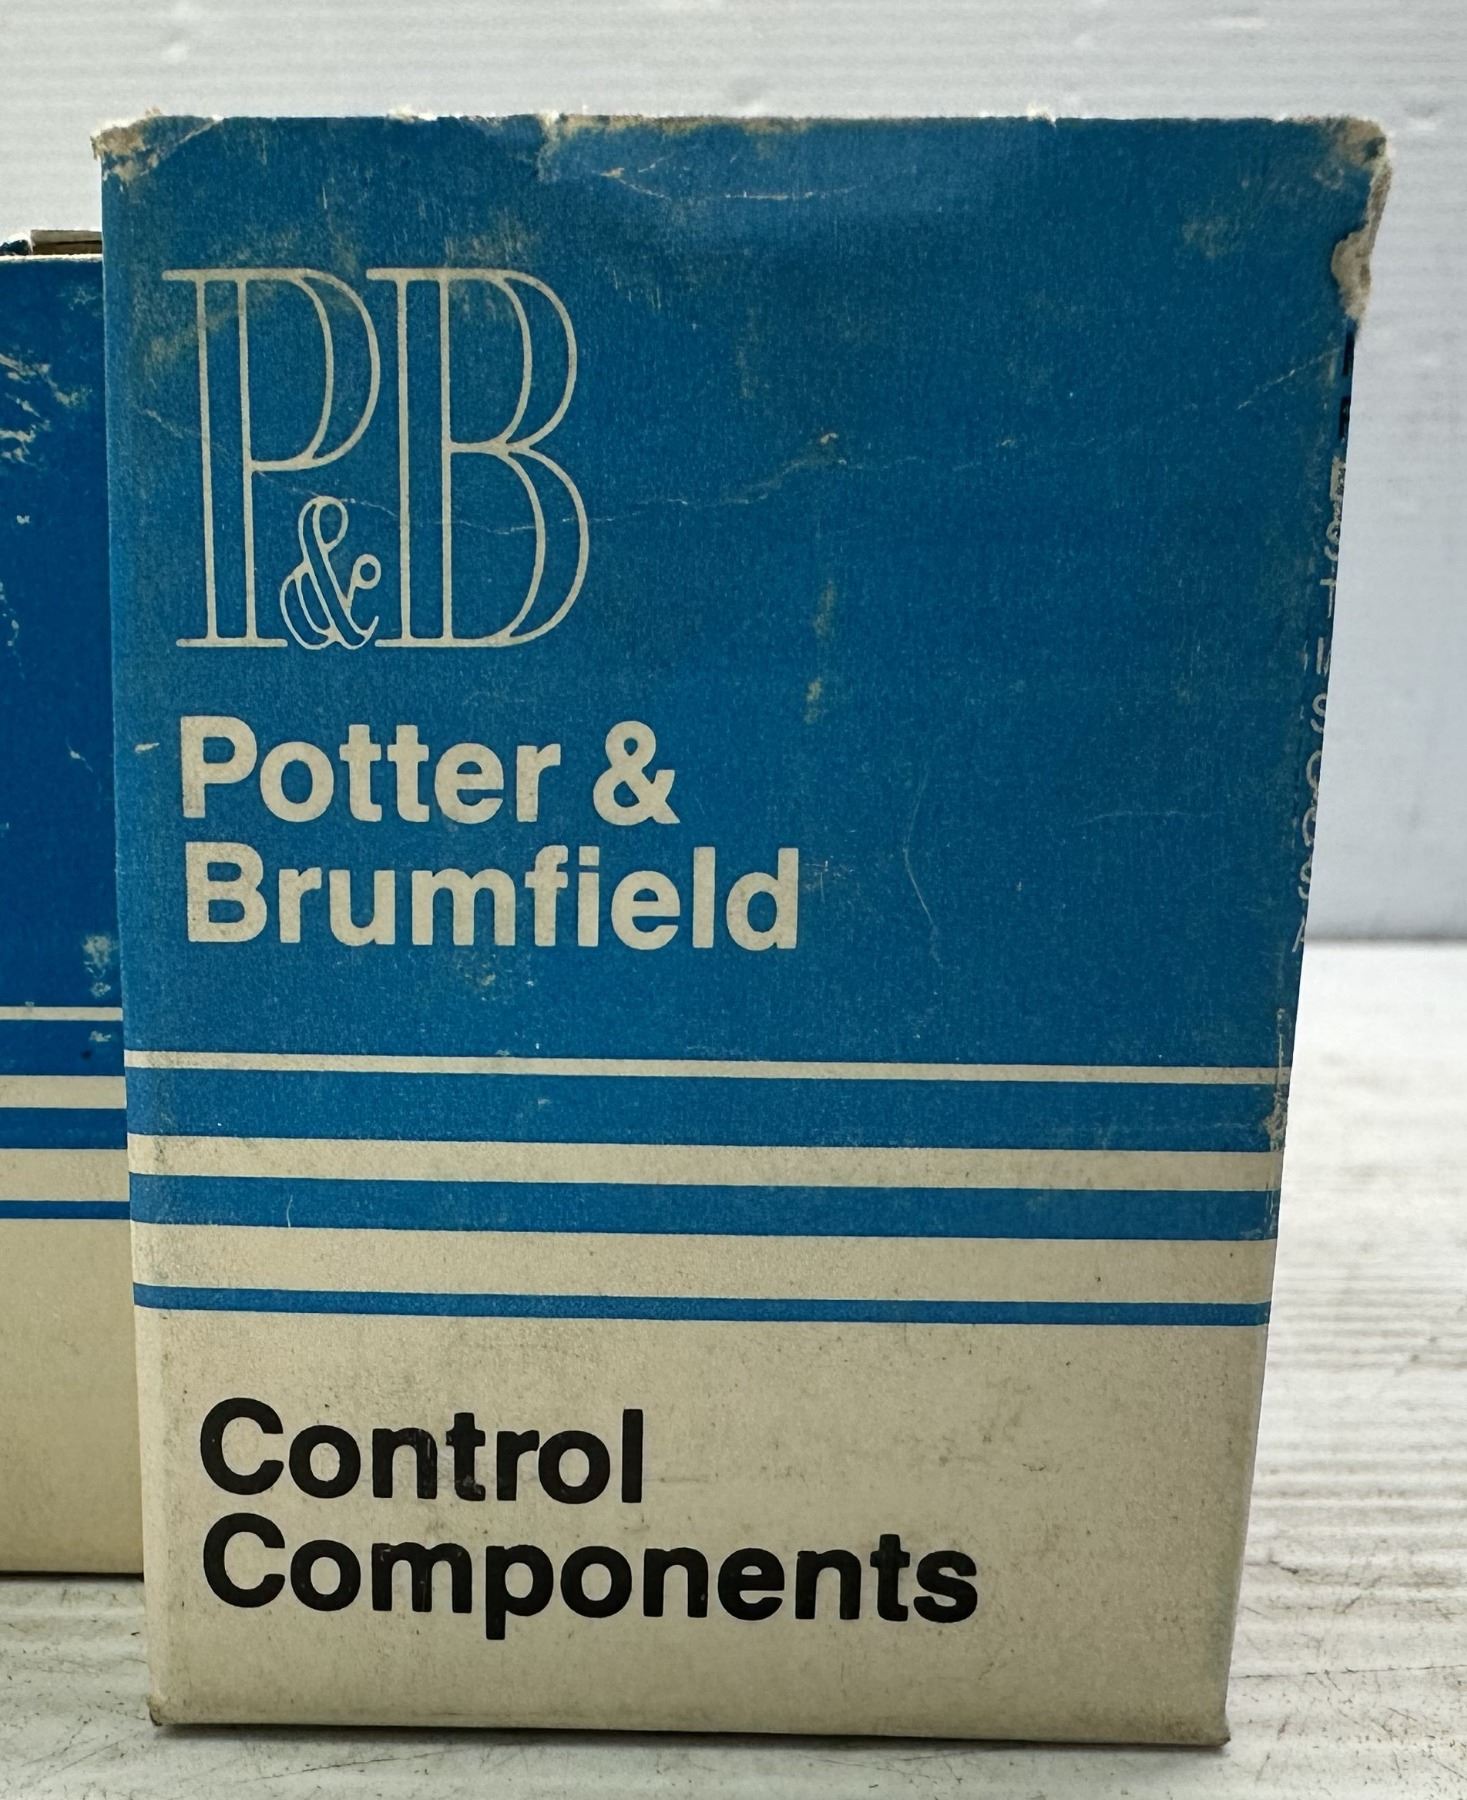 P&B
Potter &
Brumfield
Control
Components